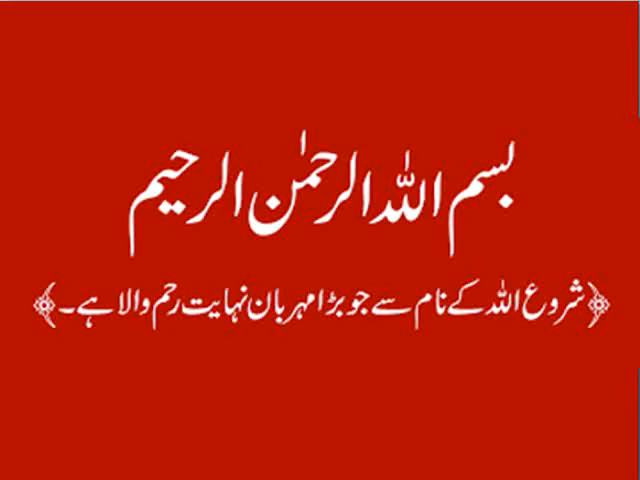 بسم اللہ الرحمٰن الرحیم
﴿شروع اللہ کے نام سے جو بڑا مہربان نہایت رحم والا ہے۔﴾